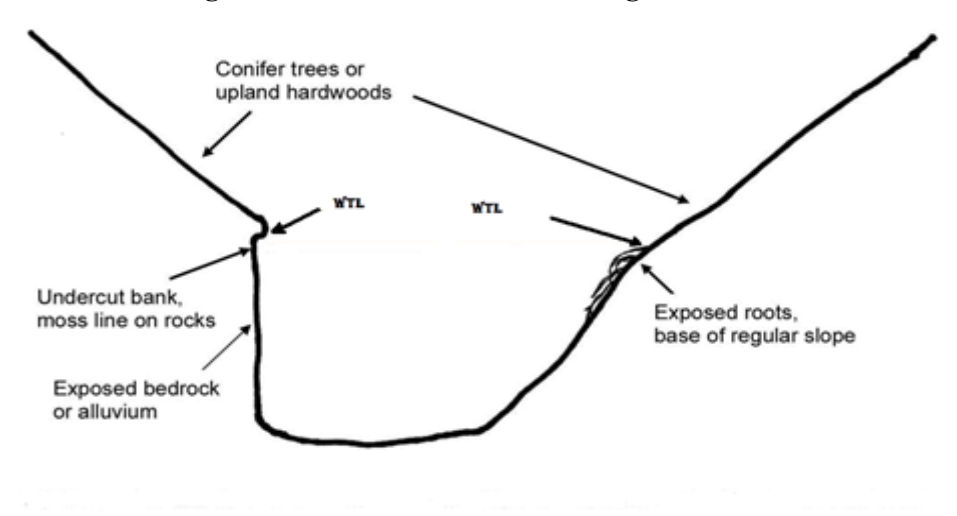 Conifer trees or
upland hardwoods
WTL
WTL
Undercut bank,
moss line on rocks
Exposed roots,
base of regular slope
Exposed bedrock
or alluvium